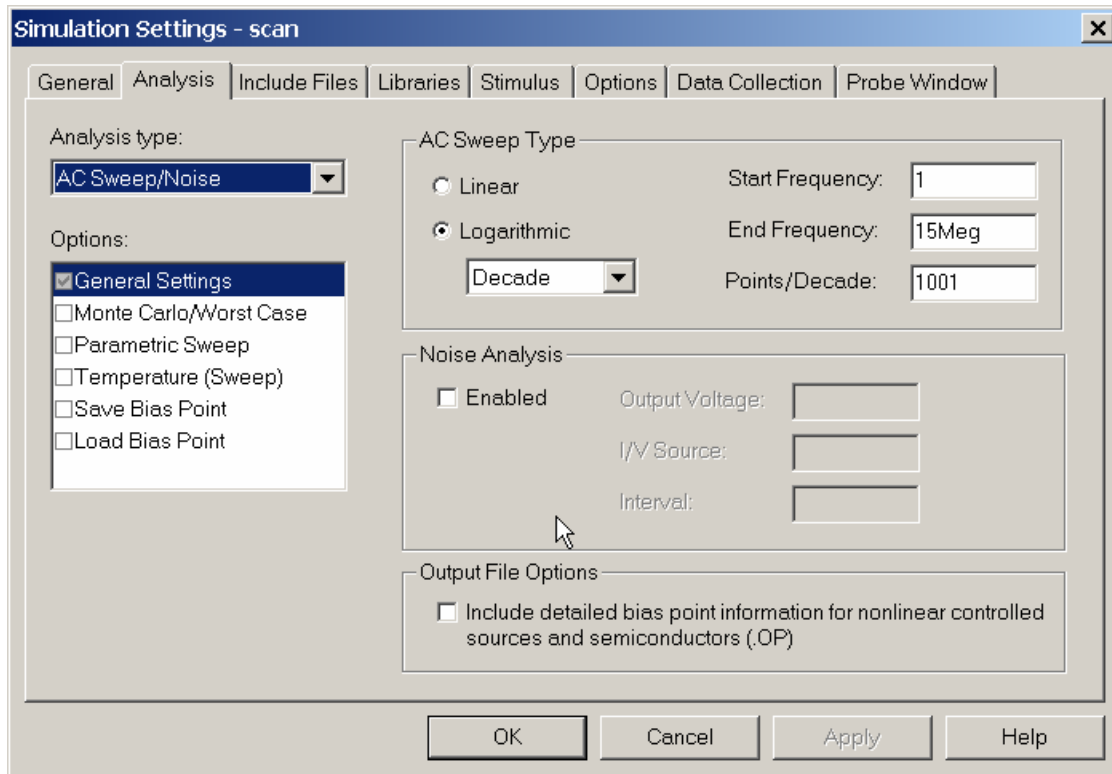 Simulation Settings - scan
General Analysis Include Files Libraries Stimulus Options Data Collection Probe Window
Analysis type:
AC Sweep/Noise
Options:
General Settings
Monte Carlo/Worst Case
Parametric Sweep
Temperature (Sweep)
Save Bias Point
Load Bias Point
AC Sweep Type
Linear
Logarithmic
Decade
Start Frequency: 1
End Frequency: 15Meg
Points/Decade: 1001
Noise Analysis
Enabled
Output Voltage:
I/V Source:
Interval:
Output File Options
Include detailed bias point information for nonlinear controlled
sources and semiconductors (.OP)
OK Cancel Apply Help